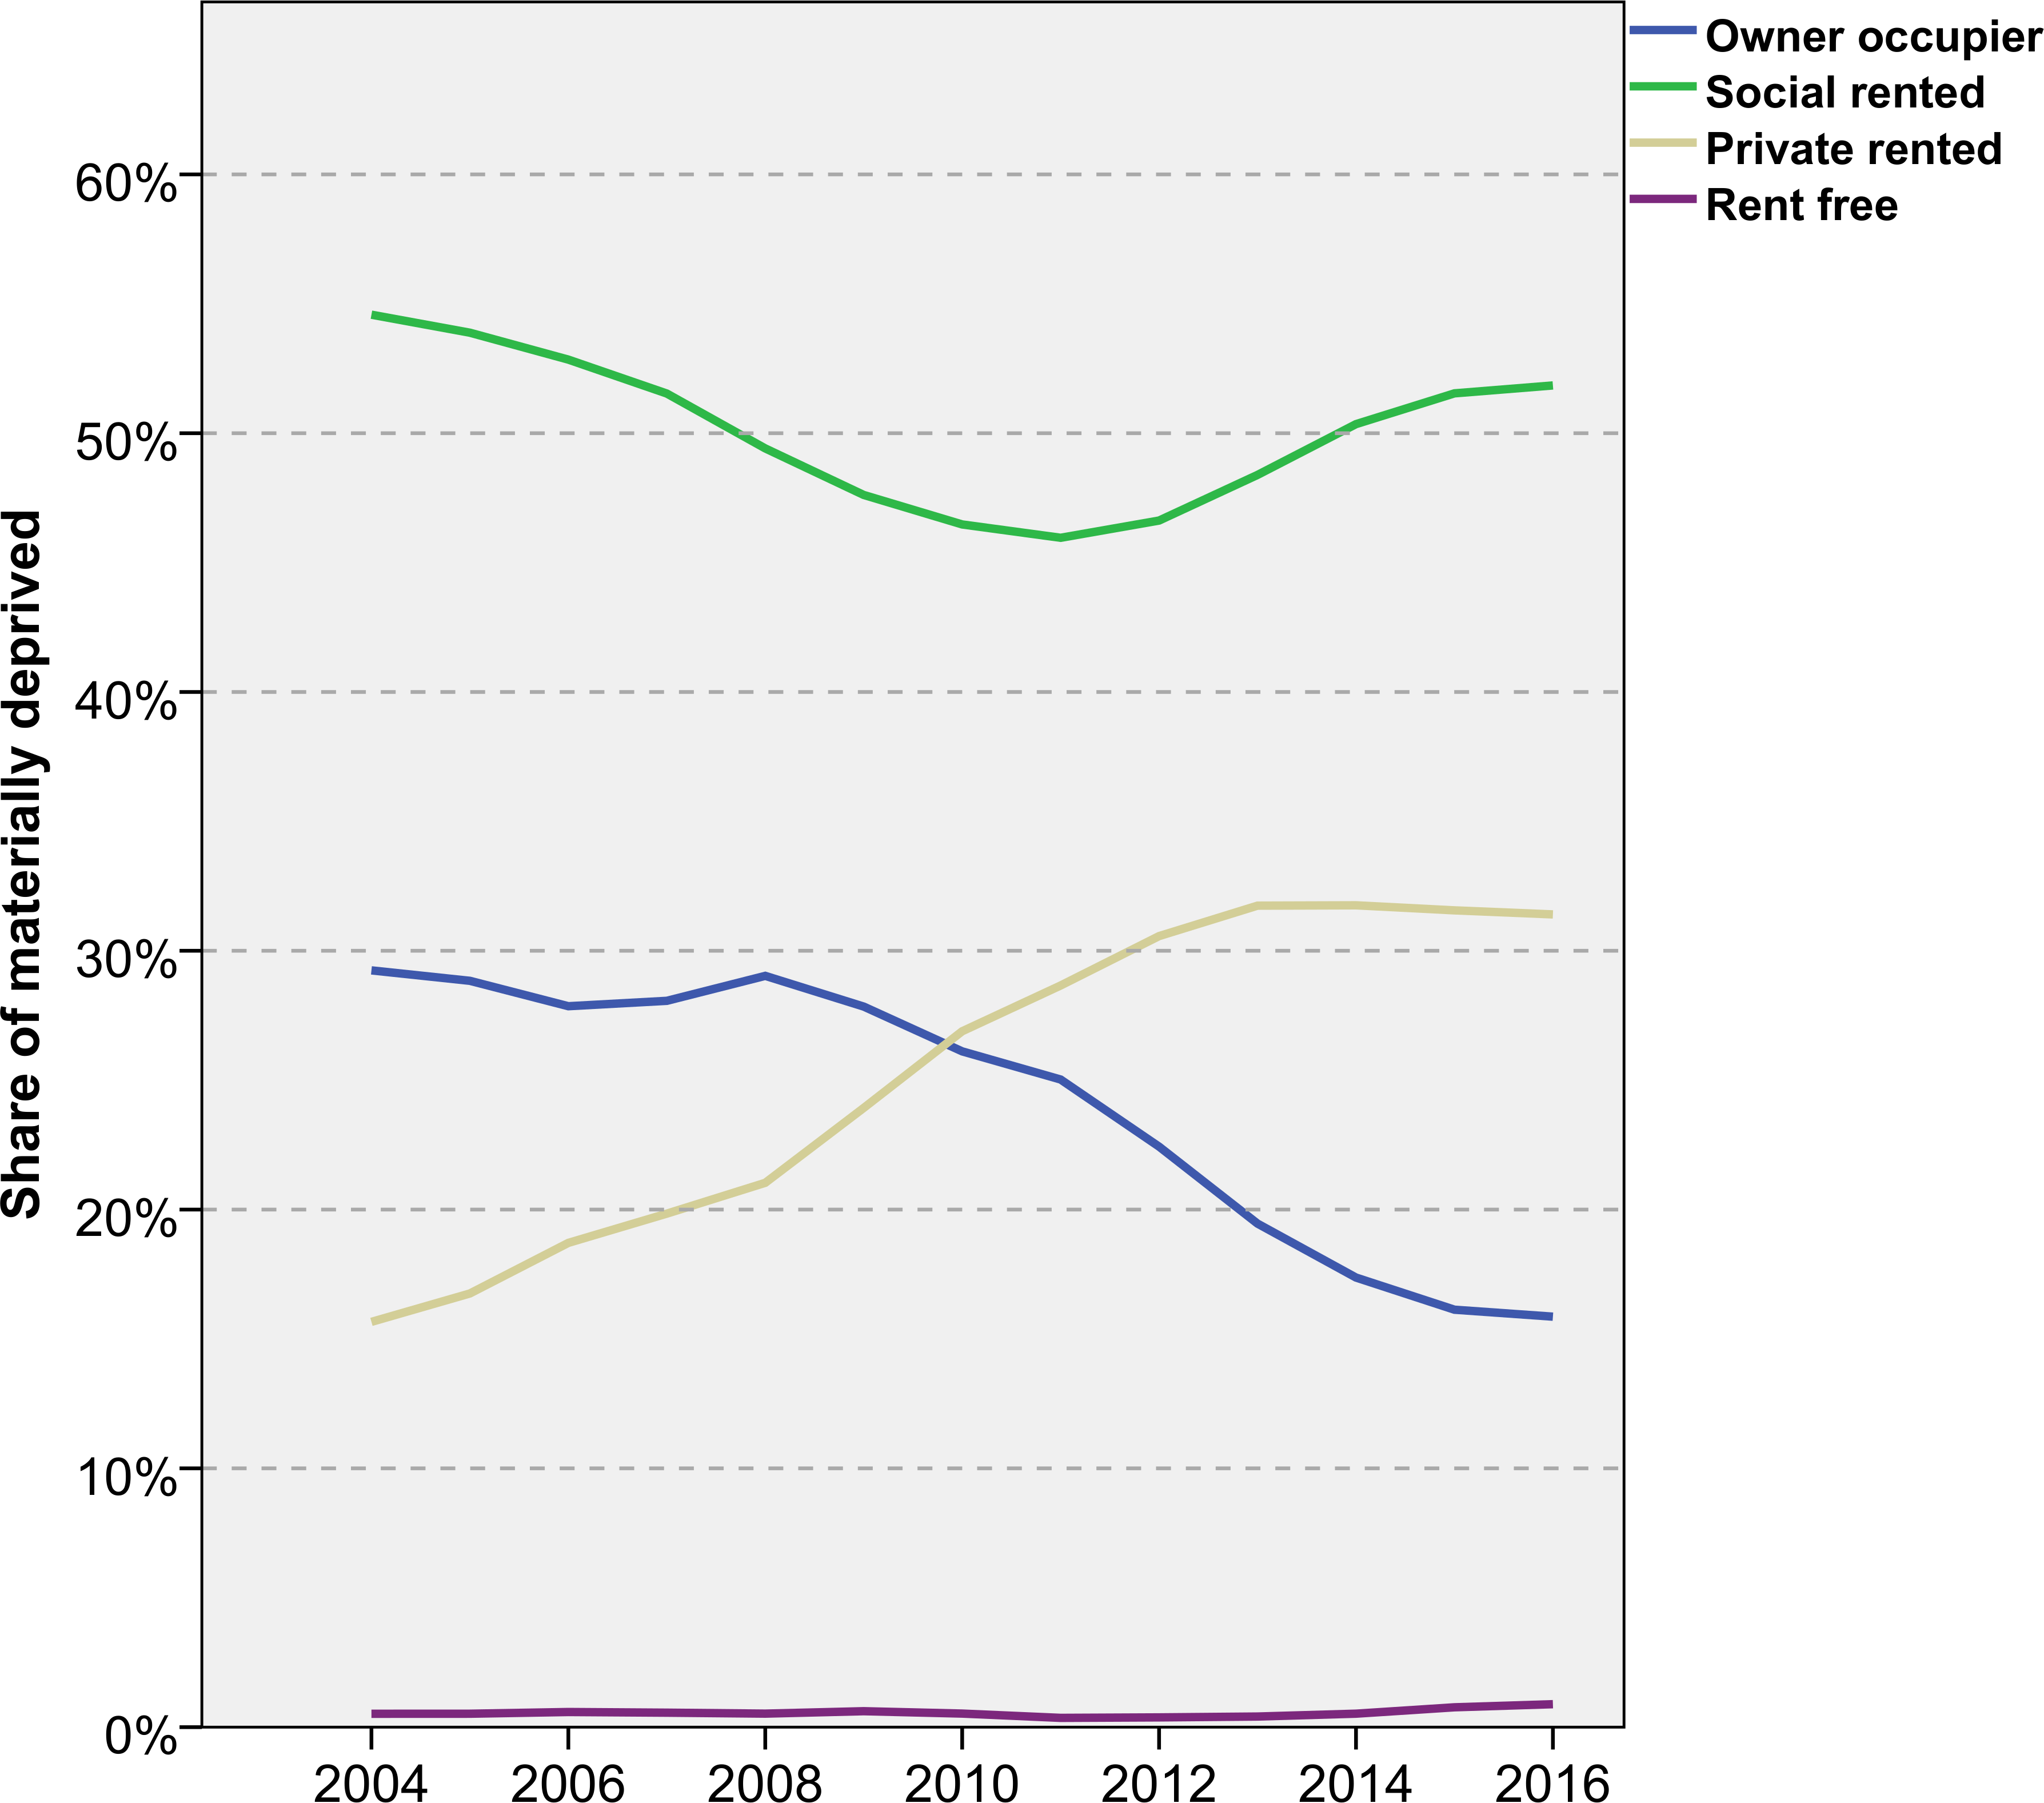 Owner occupier
Social rented
Private rented
Rent free
Share of materially deprived
60%
50%
40%
30%
20%
10%
0%
2004 2006 2008 2010 2012 2014 2016